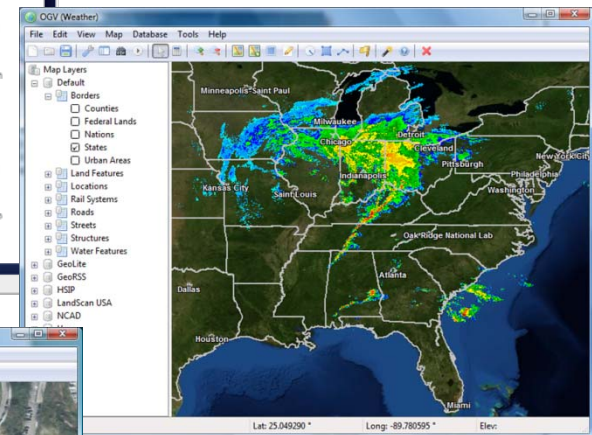 OGV (Weather)
File Edit View Map Database Tools Help
Map Layers
Default
Borders
Counties
Federal Lands
Nations
States
Urban Areas
Land Features
Locations
Rail Systems
Roads
Streets
Structures
Water Features
GeoLite
GeoRSS
HSIP
LandScan USA
NCAD
Minneapolis-Saint Paul
Milwaukee
Detroit
Chicago
Cleveland
New York City
Pittsburgh
Philadelphia
Indianapolis
Kansas City
Saint Louis
Washington
Oak Ridge National Lab
Atlanta
Dallas
Houston
Miami
Lat: 25.049290 ° Long: -89.780595 ° Elev: